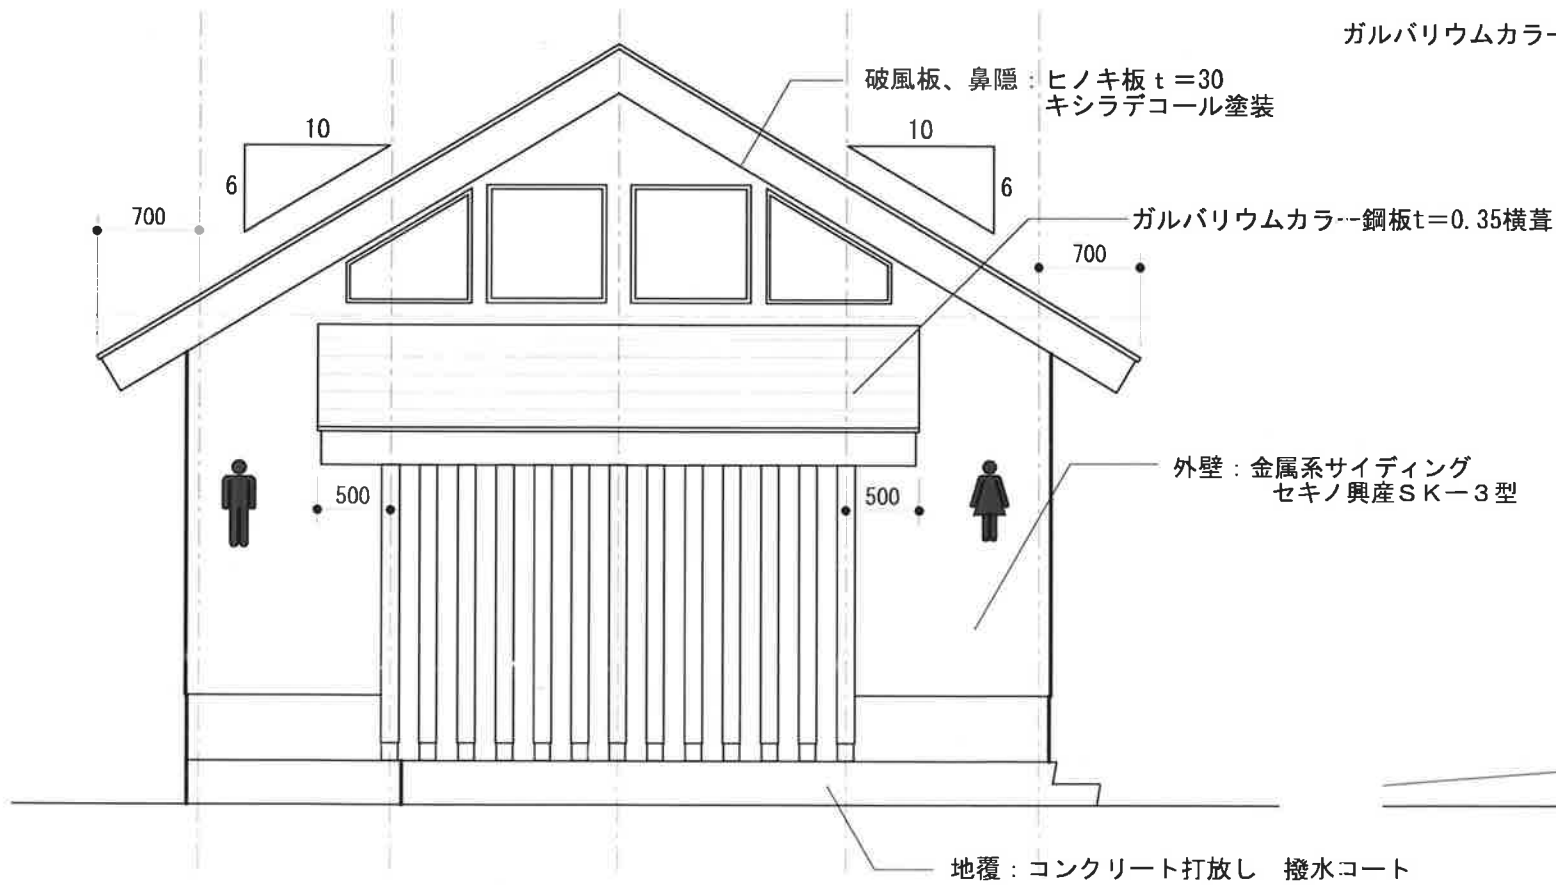 ガルバリウムカラー
破風板、鼻隠：ヒノキ板ｔ＝30
キシラデコール塗装
10
10
6
6
700
ガルバリウムカラー鋼板t＝0.35横葺
700
外壁：金属系サイディング
セキノ興産ＳＫ－３型
500
500
地覆：コンクリート打放し　撥水コート